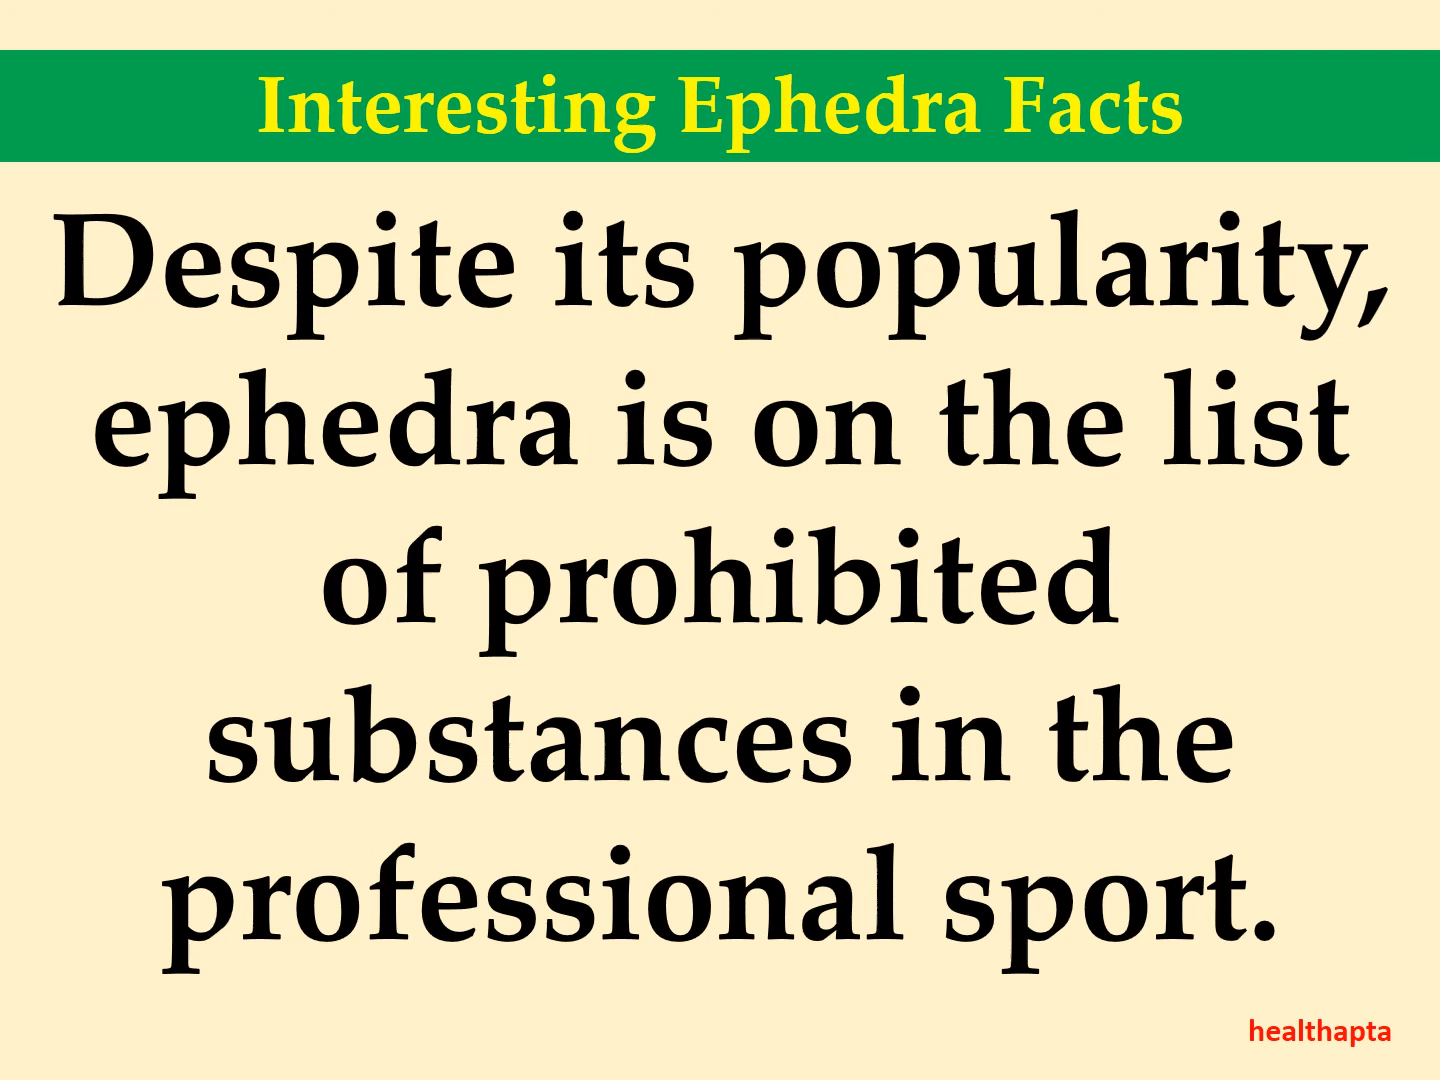 Interesting Ephedra Facts
Despite its popularity,
ephedra is on the list
of prohibited
substances in the
professional sport.
healthapta